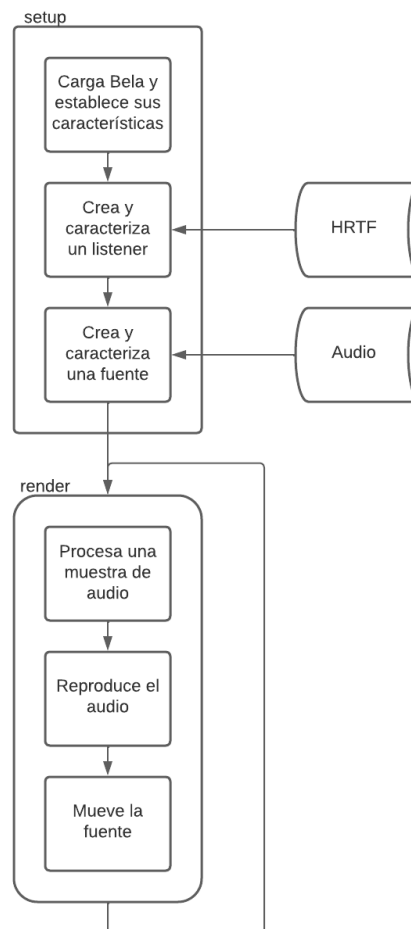 setup
Carga Bela y
establece sus
características
Crea y
caracteriza
un listener
HRTF
Crea y
caracteriza
una fuente
Audio
render
Procesa una
muestra de
audio
Reproduce el
audio
Mueve la
fuente